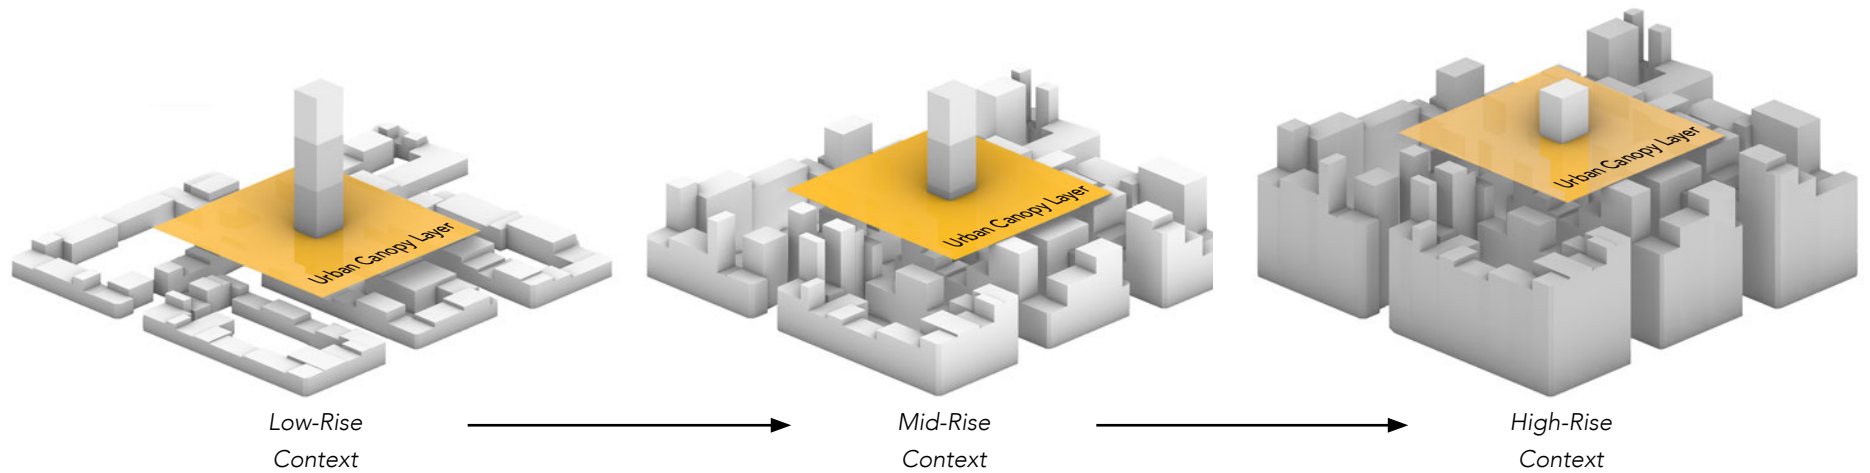 Urban Canopy Layer
Urban Canopy Layer
Urban Canopy Layer
Low-Rise
Context
Mid-Rise
Context
High-Rise
Context